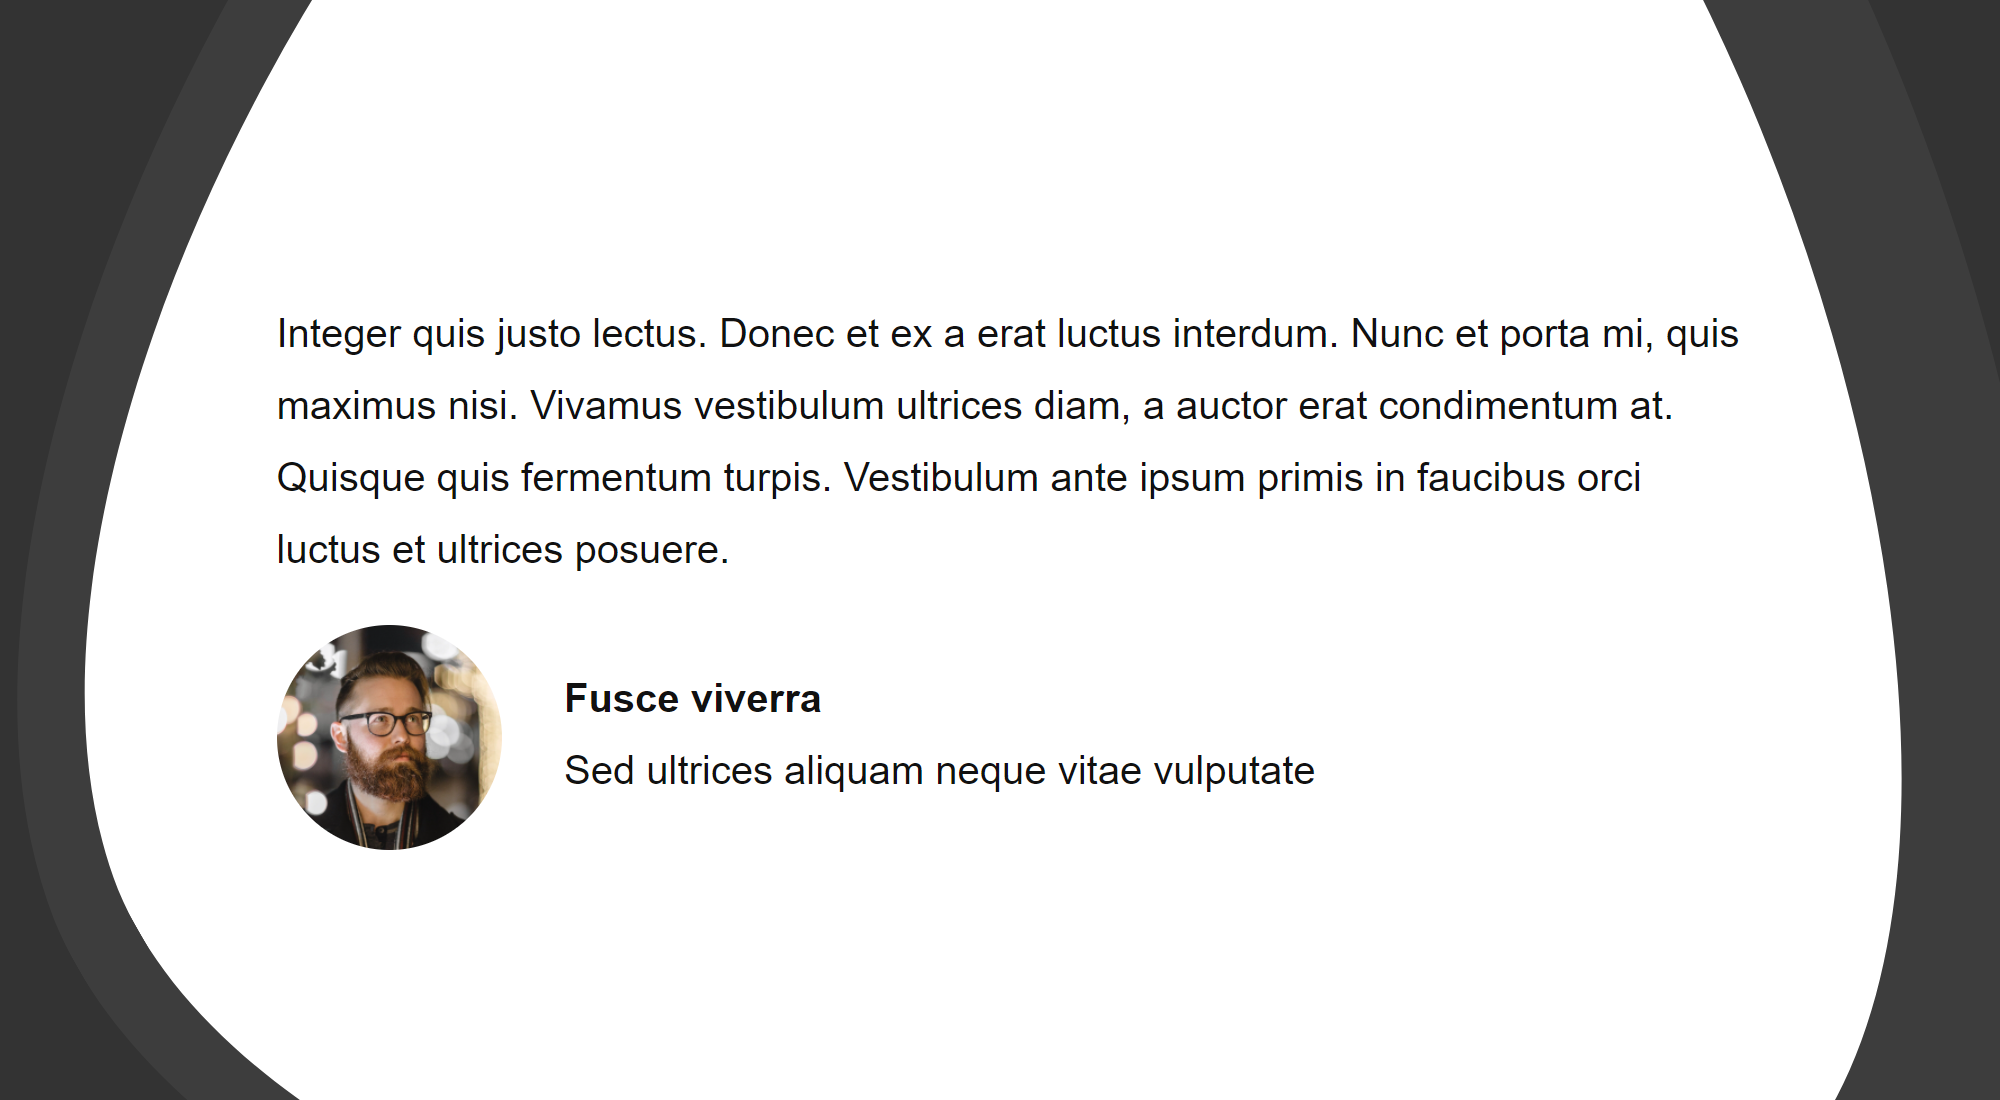 Integer quis justo lectus. Donec et ex a erat luctus interdum. Nunc et porta mi, quis
maximus nisi. Vivamus vestibulum ultrices diam, a auctor erat condimentum at.
Quisque quis fermentum turpis. Vestibulum ante ipsum primis in faucibus orci
luctus et ultrices posuere.
Fusce viverra
Sed ultrices aliquam neque vitae vulputate